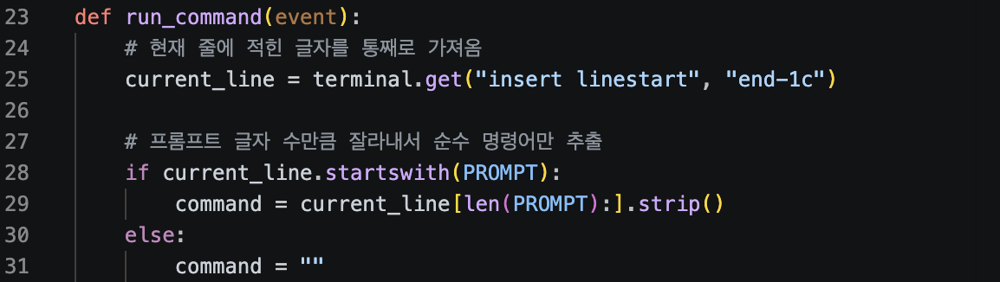 23 def run_command(event):
24 # 현재 줄에 적힌 글자를 통째로 가져옴
25 current_line = terminal.get("insert linestart", "end-1c")
26
27 # 프롬프트 글자 수만큼 잘라내서 순수 명령어만 추출
28 if current_line.startswith(PROMPT):
29 command = current_line[len(PROMPT):].strip()
30 else:
31 command = ""